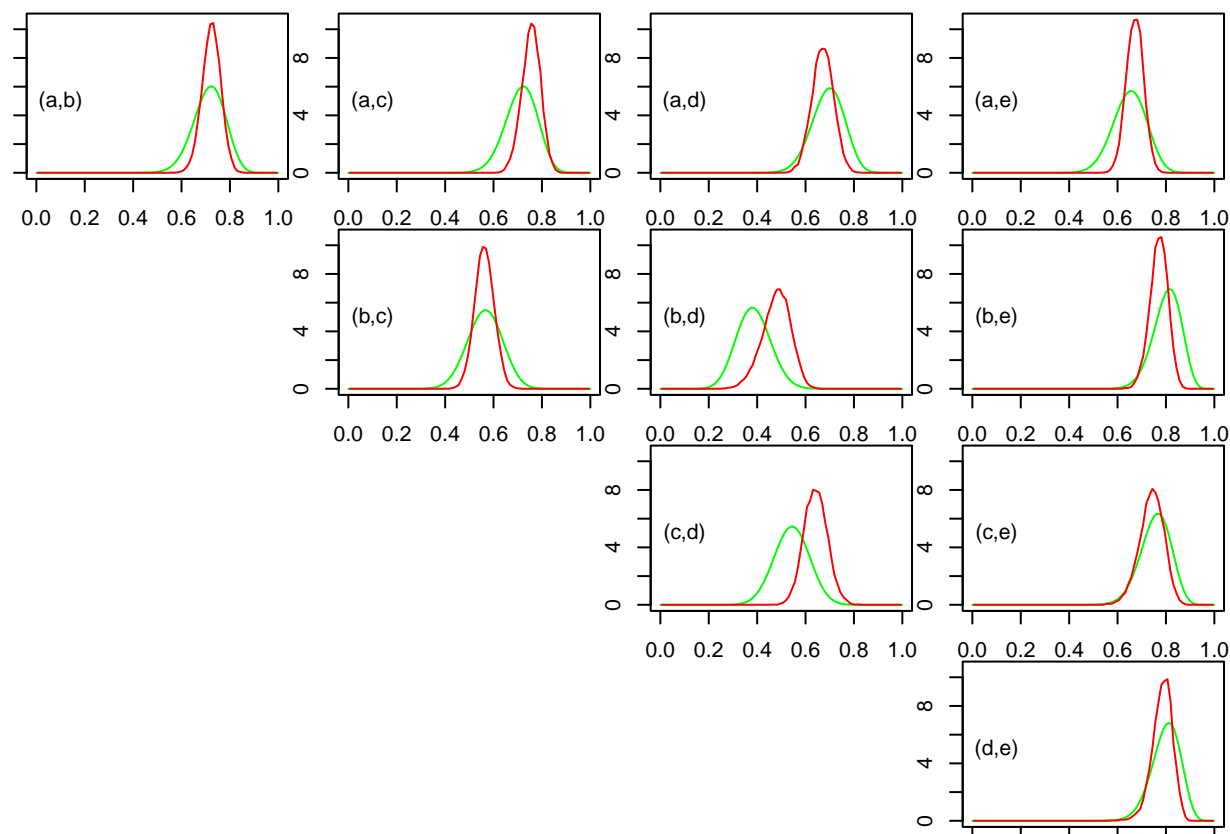 (a,b) (a,c) (a,d) (a,e)
0 4 8 0 4 8 0 4 8
0.0 0.2 0.4 0.6 0.8 1.0 0.0 0.2 0.4 0.6 0.8 1.0 0.0 0.2 0.4 0.6 0.8 1.0 0.0 0.2 0.4 0.6 0.8 1.0
(b,c) (b,d) (b,e)
0 4 8 0 4 8 0 4 8
0.0 0.2 0.4 0.6 0.8 1.0 0.0 0.2 0.4 0.6 0.8 1.0 0.0 0.2 0.4 0.6 0.8 1.0
(c,d) (c,e)
0 4 8 0 4 8
0.0 0.2 0.4 0.6 0.8 1.0 0.0 0.2 0.4 0.6 0.8 1.0
(d,e)
0 4 8